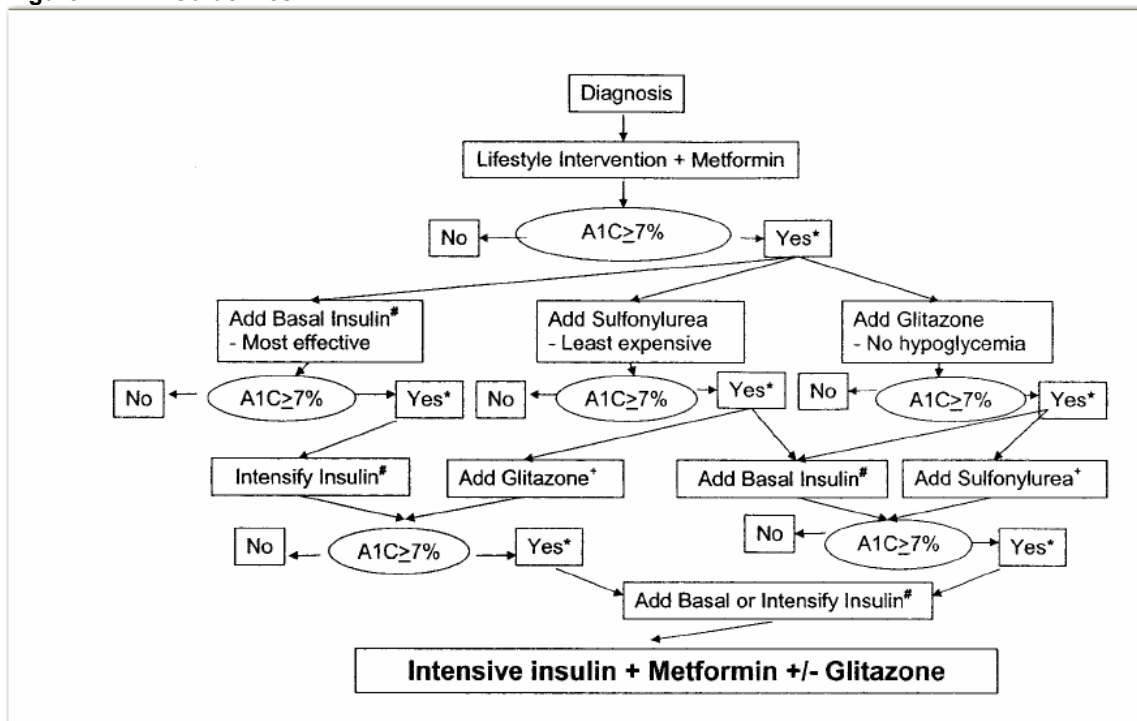 Diagnosis
Lifestyle Intervention + Metformin
No
A1C≥7%
Yes*
Add Basal Insulin#
- Most effective
Add Sulfonylurea
- Least expensive
Add Glitazone
- No hypoglycemia
No
A1C≥7%
Yes*
No
A1C≥7%
Yes*
No
A1C≥7%
Yes*
Intensify Insulin#
Add Glitazone+
Add Basal Insulin#
Add Sulfonylurea+
No
A1C≥7%
Yes*
No
A1C≥7%
Yes*
Add Basal or Intensify Insulin#
Intensive insulin + Metformin +/- Glitazone